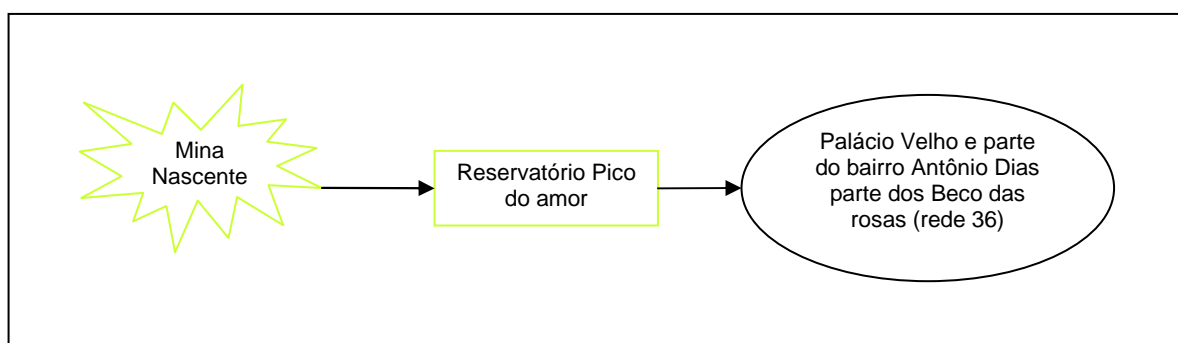 Mina
Nascente
Reservatório Pico
do amor
Palácio Velho e parte
do bairro Antônio Dias
parte dos Beco das
rosas (rede 36)